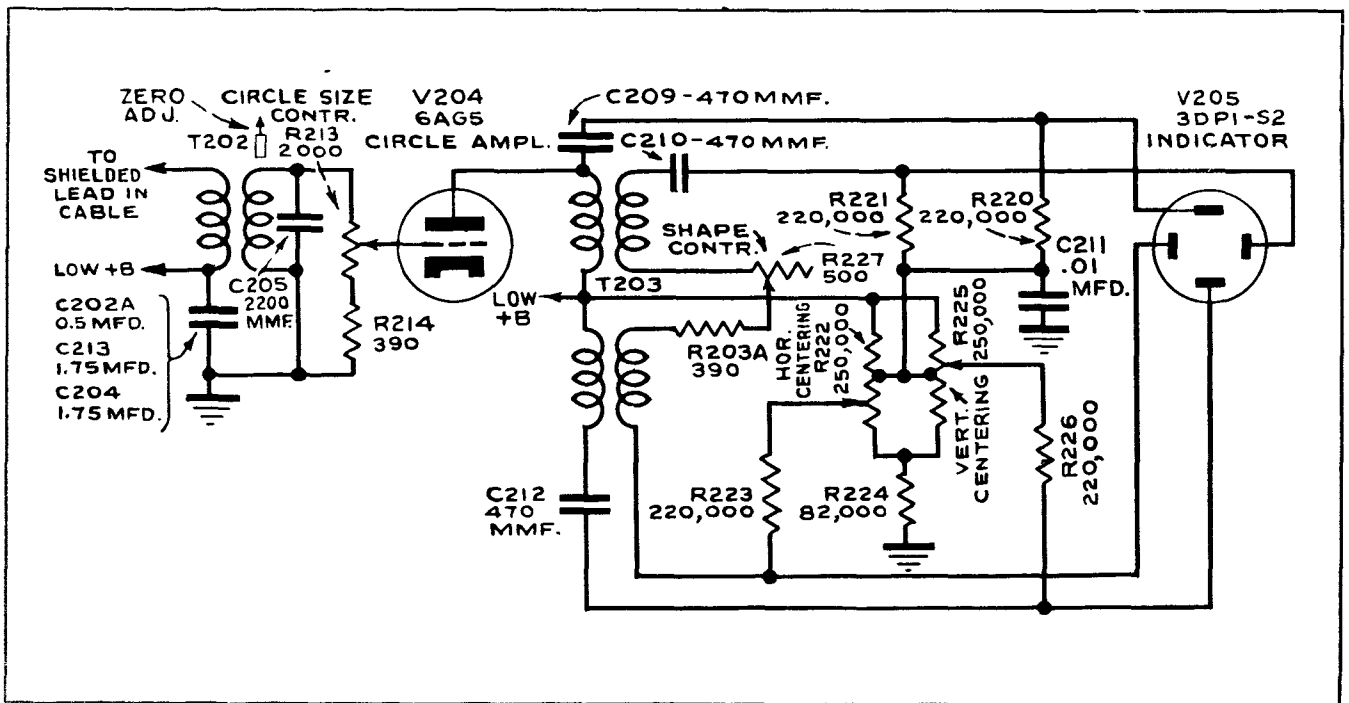 ZERO
ADJ.
CIRCLE SIZE
CONTR.
R213
2000
T202
V204
6AG5
CIRCLE AMPL.
C209-470MMF.
C210-470MMF.
V205
3DP1-S2
INDICATOR
TO
SHIELDED
LEAD IN
CABLE
LOW +B
C202A
0.5 MFD.
C213
1.75 MFD.
C204
1.75 MFD.
C205
2200
MMF.
R214
390
LOW
+B
T203
SHAPE
CONTR.
R227
500
R221
220,000
R220
220,000
C211
.01
MFD.
R203A
390
HOR.
CENTERING
R222
250,000
R225
250,000
VERT.
CENTERING
R226
220,000
C212
470
MMF.
R223
220,000
R224
82,000